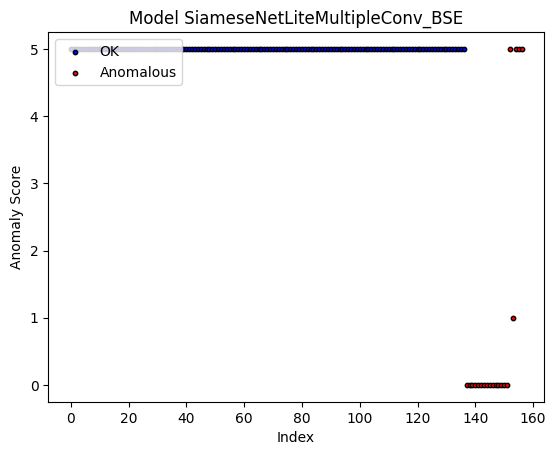 Model SiameseNetLiteMultipleConv_BSE
OK
Anomalous
Anomaly Score
5
4
3
2
1
0
0 20 40 60 80 100 120 140 160
Index